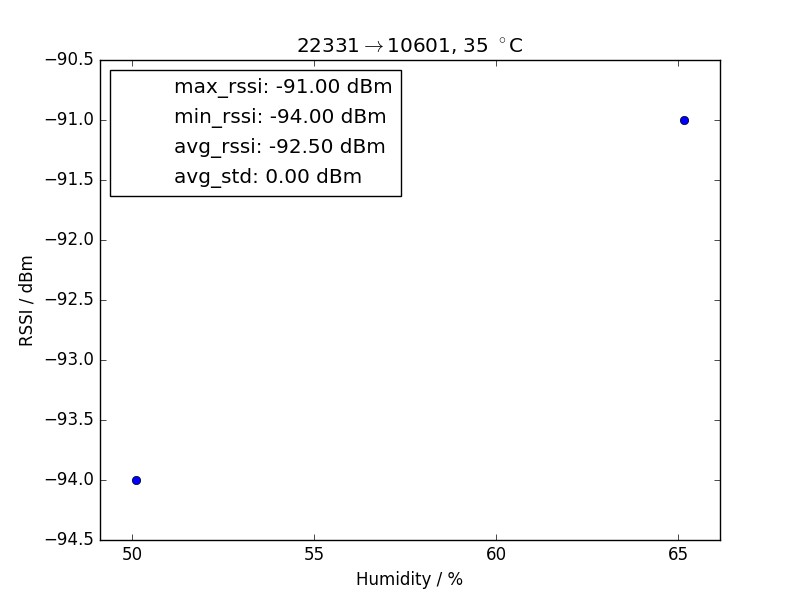 22331→10601, 35 °C
−90.5
−91.0
−91.5
−92.0
−92.5
−93.0
−93.5
−94.0
−94.5
RSSI / dBm
max_rssi: -91.00 dBm
min_rssi: -94.00 dBm
avg_rssi: -92.50 dBm
avg_std: 0.00 dBm
50 55 60 65
Humidity / %